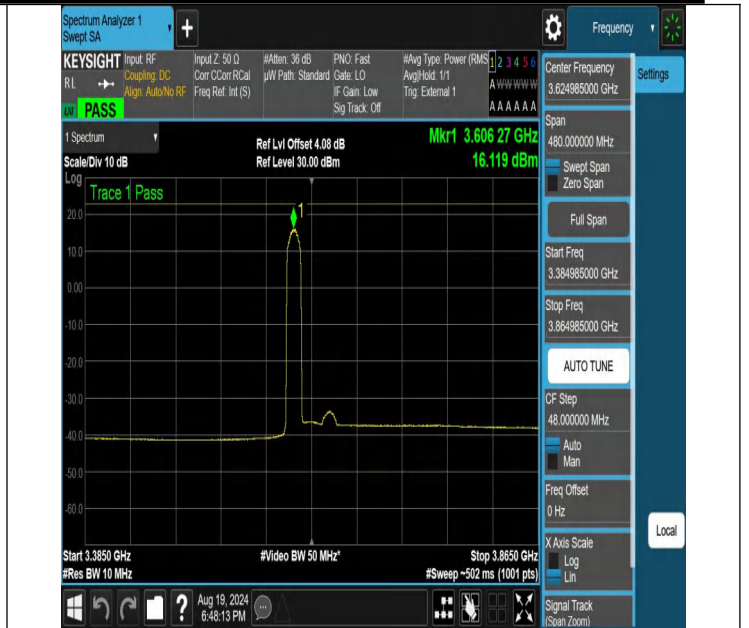 Spectrum Analyzer 1
Swept SA
+
Frequency
KEYSIGHT
Input: RF
Coupling: DC
Align: Auto/No RF
RL
PASS
Input Z: 50 Ω
Corr CCorr RCal
Freq Ref: Int (S)
#Atten: 36 dB
µW Path: Standard
PNO: Fast
Gate: LO
IF Gain: Low
Sig Track: Off
#Avg Type: Power (RMS
Avg|Hold: 1/1
Trig: External 1
1 2 3 4 5 6
A W W W W W
A A A A A A
1 Spectrum
Scale/Div 10 dB
Ref Lvl Offset 4.08 dB
Ref Level 30.00 dBm
Mkr1 3.606 27 GHz
16.119 dBm
Log
Trace 1 Pass
1
20.0
10.0
0.00
-10.0
-20.0
-30.0
-40.0
-50.0
-60.0
Start 3.3850 GHz
#Res BW 10 MHz
#Video BW 50 MHz*
Stop 3.8650 GHz
#Sweep ~502 ms (1001 pts)
?
Aug 19, 2024
6:48:13 PM
Center Frequency
3.624985000 GHz
Settings
Span
480.000000 MHz
Swept Span
Zero Span
Full Span
Start Freq
3.384985000 GHz
Stop Freq
3.864985000 GHz
AUTO TUNE
CF Step
48.000000 MHz
Auto
Man
Freq Offset
0 Hz
X Axis Scale
Log
Lin
Local
Signal Track
(Span Zoom)